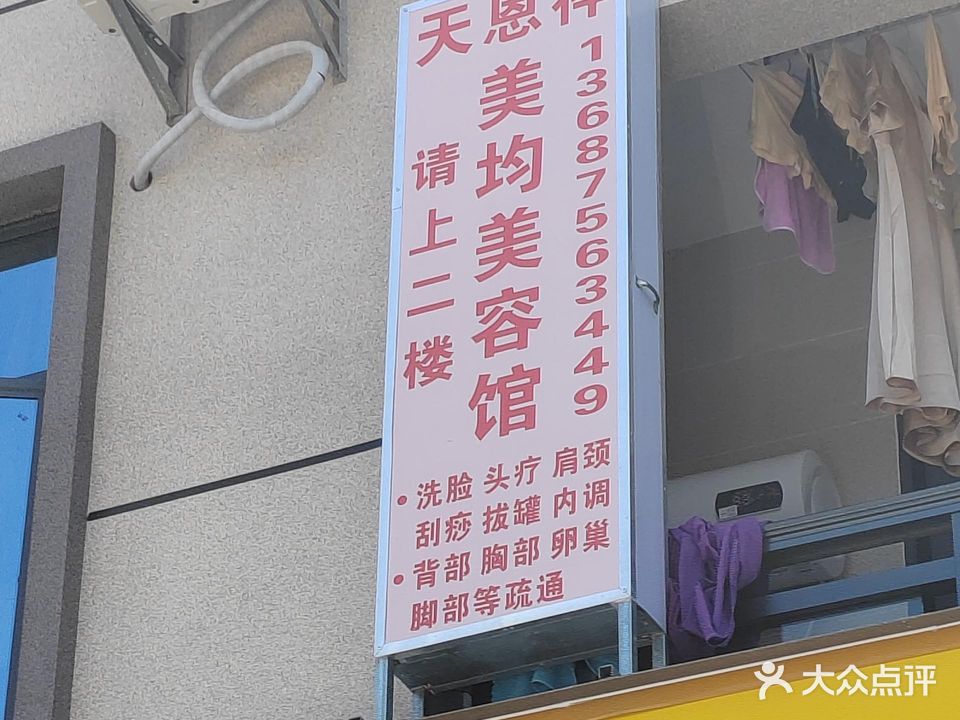 天恩祥
美均美容馆
13687563449
请上二楼
• 洗脸 头疗 肩颈
刮痧 拔罐 内调
• 背部 胸部 卵巢
脚部等疏通
大众点评